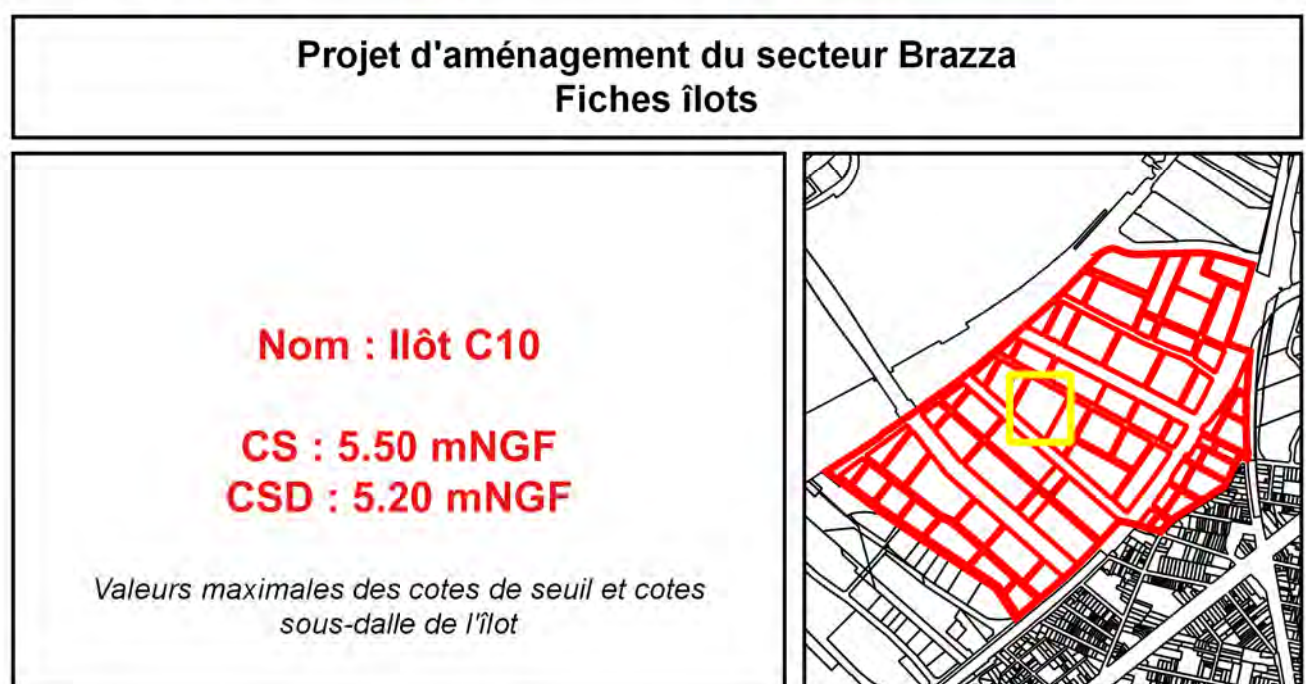 Projet d'aménagement du secteur Brazza
Fiches îlots
Nom : Ilôt C10
CS : 5.50 mNGF
CSD : 5.20 mNGF
Valeurs maximales des cotes de seuil et cotes
sous-dalle de l'îlot